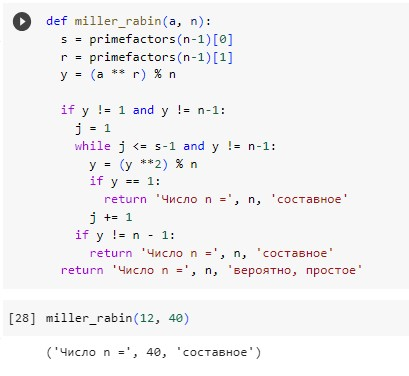 def miller_rabin(a, n):
  s = primefactors(n-1)[0]
  r = primefactors(n-1)[1]
  y = (a ** r) % n

  if y != 1 and y != n-1:
    j = 1
    while j <= s-1 and y != n-1:
      y = (y **2) % n
      if y == 1:
        return 'Число n =', n, 'составное'
      j += 1
    if y != n - 1:
      return 'Число n =', n, 'составное'
  return 'Число n =', n, 'вероятно, простое'
[28] miller_rabin(12, 40)
('Число n =', 40, 'составное')